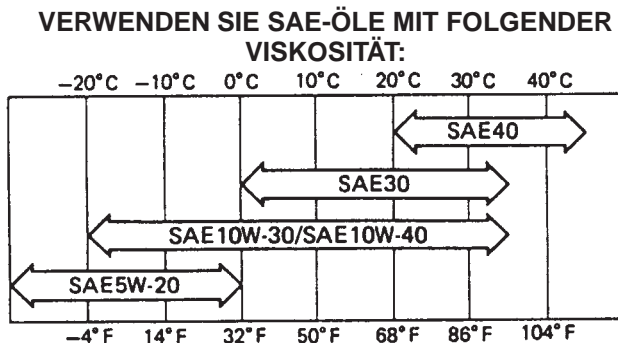 VERWENDEN SIE SAE-ÖLE MIT FOLGENDER
VISKOSITÄT:
−20°C −10°C 0°C 10°C 20°C 30°C 40°C
SAE40
SAE30
SAE10W-30/SAE10W-40
SAE5W-20
−4°F 14°F 32°F 50°F 68°F 86°F 104°F